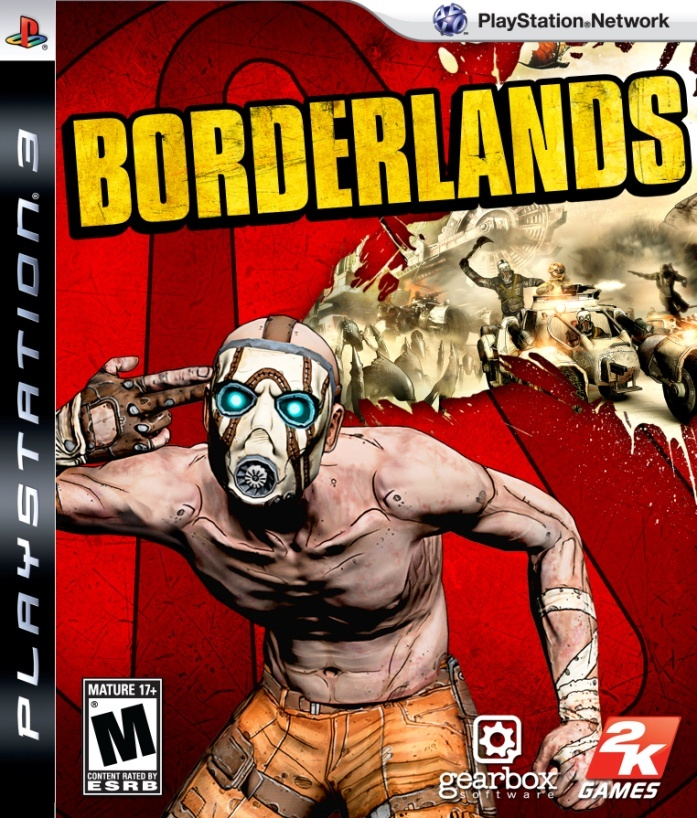 PlayStation®Network
PLAYSTATION®3
BORDERLANDS
MATURE 17+
M
®
CONTENT RATED BY
ESRB
gearbox
software
2K
GAMES